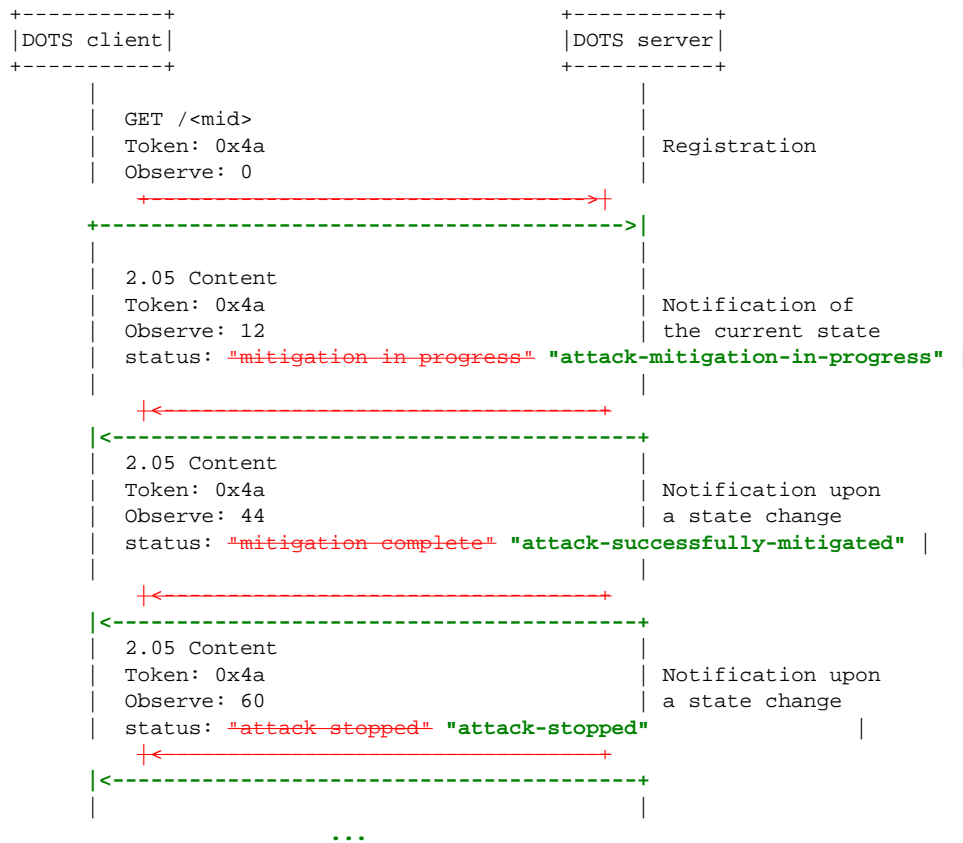 +-----------+                              +-----------+
|DOTS client|                              |DOTS server|
+-----------+                              +-----------+
      |                                          |
      |  GET /<mid>                              |
      |  Token: 0x4a                             | Registration
      |  Observe: 0                              |
          +---------------------------------->|
      +----------------------------------------->|
      |                                          |
      |  2.05 Content                            |
      |  Token: 0x4a                             | Notification of
      |  Observe: 12                             | the current state
      |  status: "mitigation in progress" "attack-mitigation-in-progress" |
      |                                          |
          |<----------------------------------+
      |<-----------------------------------------+
      |  2.05 Content                            |
      |  Token: 0x4a                             | Notification upon
      |  Observe: 44                             | a state change
      |  status: "mitigation complete" "attack-successfully-mitigated" |
      |                                          |
          |<----------------------------------+
      |<-----------------------------------------+
      |  2.05 Content                            |
      |  Token: 0x4a                             | Notification upon
      |  Observe: 60                             | a state change
      |  status: "attack stopped" "attack-stopped"                |
          |<----------------------------------+
      |<-----------------------------------------+
      |                                          |
                         ...